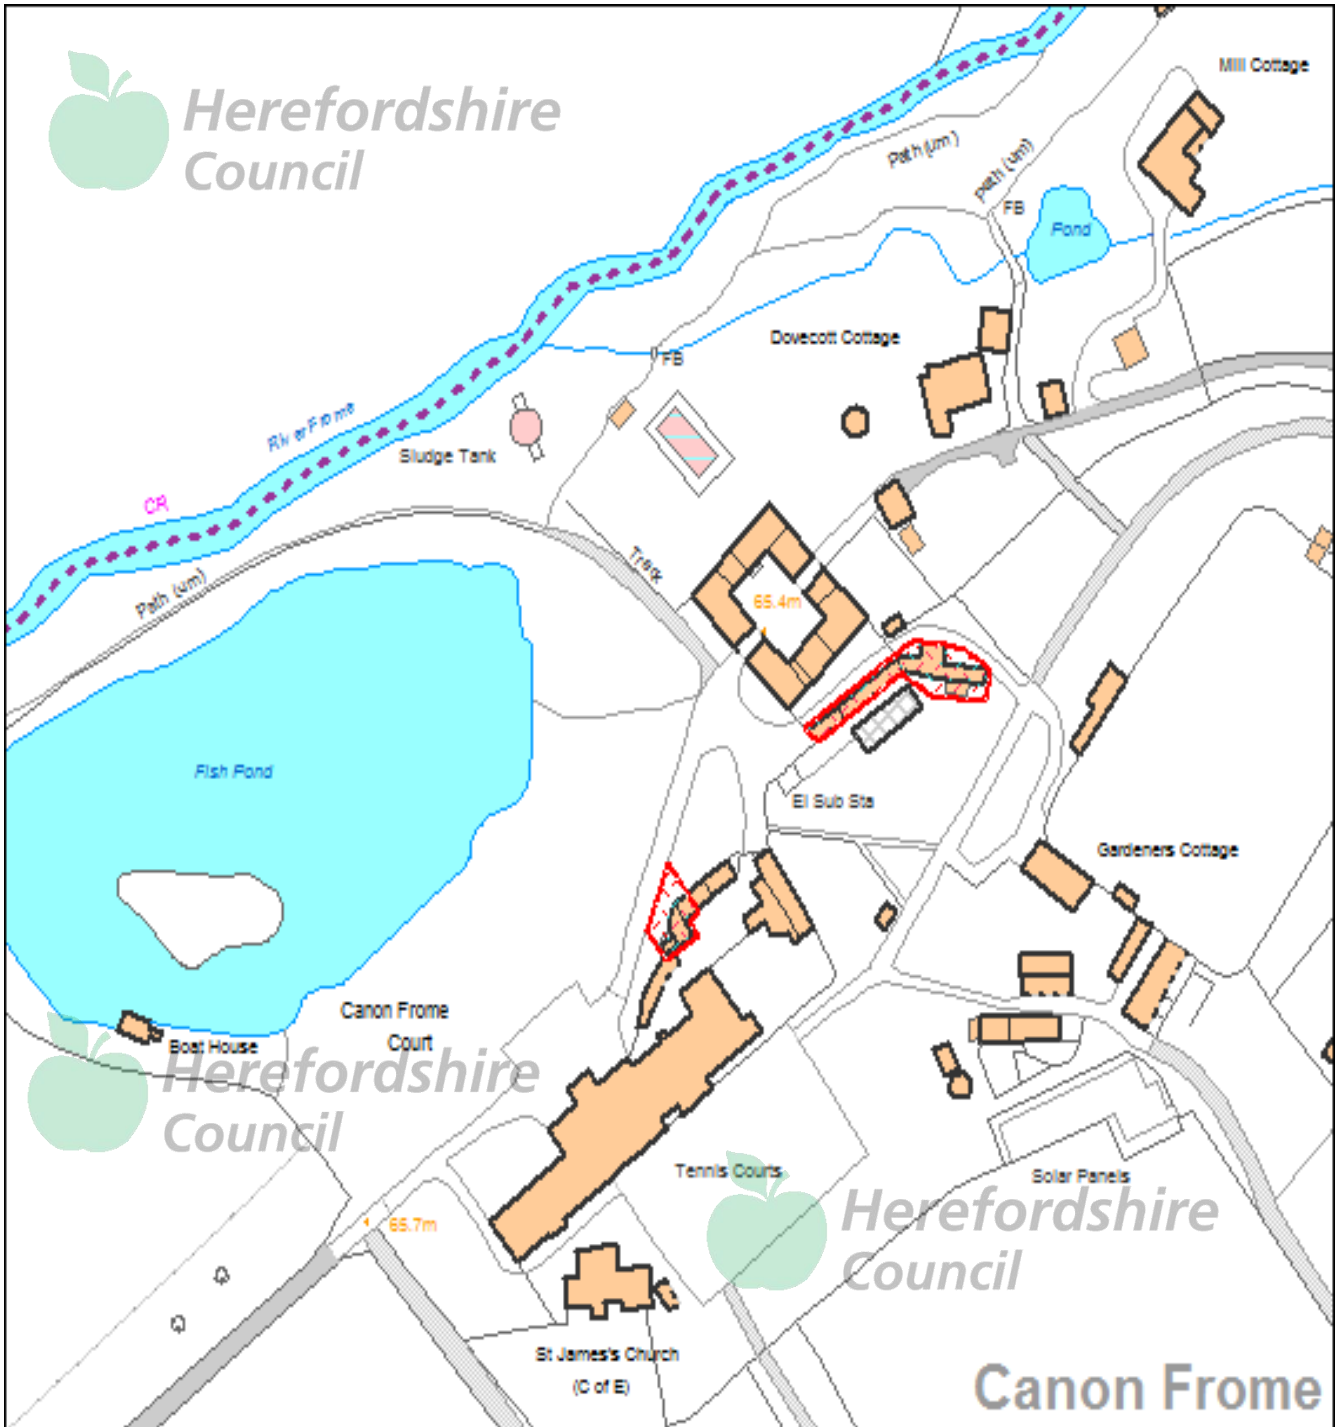 Herefordshire
Council
Mill Cottage
Path (um)
path (um)
FB
Pond
Dovecott Cottage
FB
River Frome
Sludge Tank
CR
Track
Path (um)
65.4m
Fish Pond
El Sub Sta
Gardeners Cottage
Canon Frome
Court
Boat House
Herefordshire
Council
Tennis Courts
Solar Panels
Herefordshire
Council
65.7m
St James's Church
(C of E)
Canon Frome